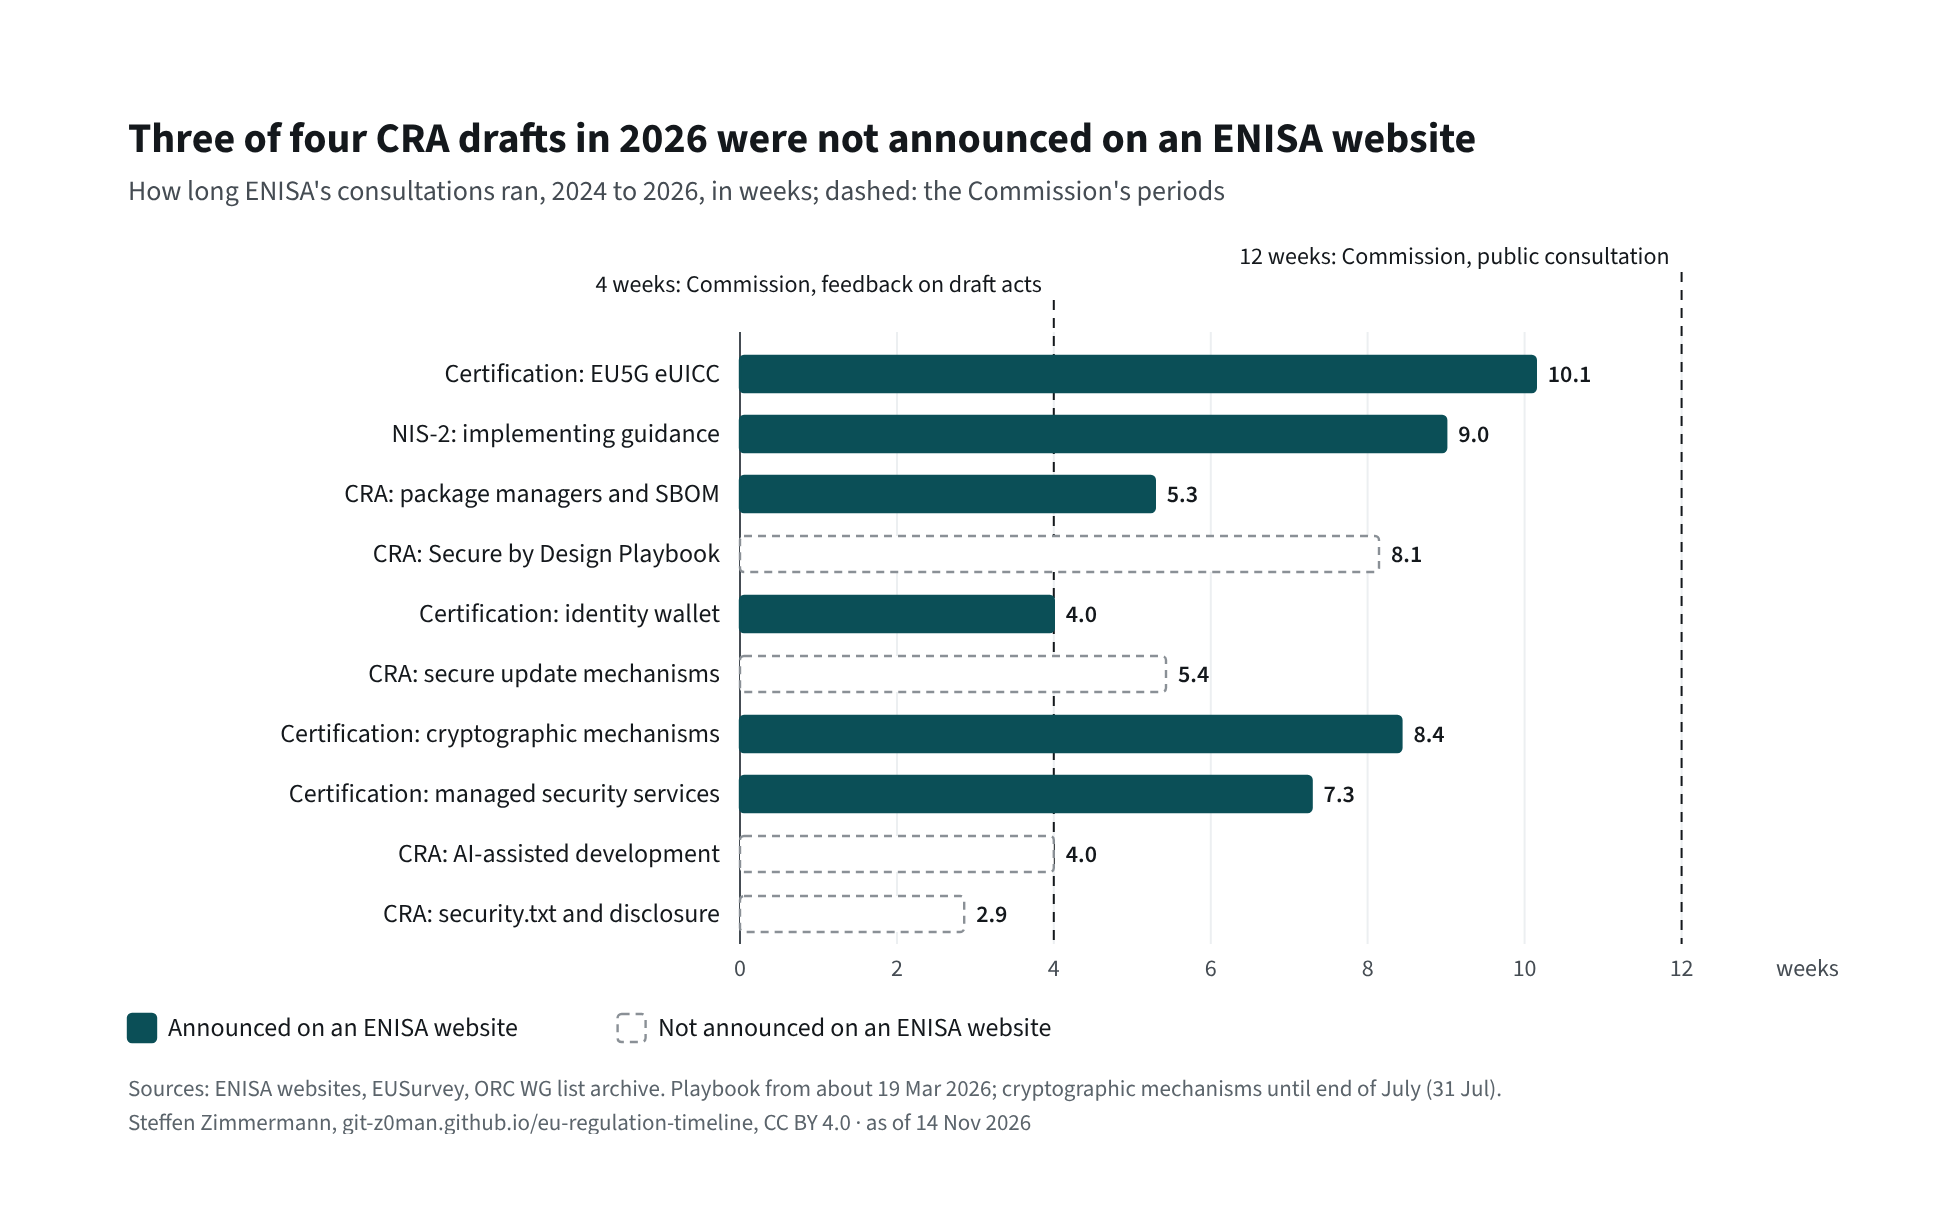 Three of four CRA drafts in 2026 were not announced on an ENISA website
How long ENISA's consultations ran, 2024 to 2026, in weeks; dashed: the Commission's periods
12 weeks: Commission, public consultation
4 weeks: Commission, feedback on draft acts
Certification: EU5G eUICC 10.1
NIS-2: implementing guidance 9.0
CRA: package managers and SBOM 5.3
CRA: Secure by Design Playbook 8.1
Certification: identity wallet 4.0
CRA: secure update mechanisms 5.4
Certification: cryptographic mechanisms 8.4
Certification: managed security services 7.3
CRA: AI-assisted development 4.0
CRA: security.txt and disclosure 2.9
0 2 4 6 8 10 12 weeks
Announced on an ENISA website Not announced on an ENISA website
Sources: ENISA websites, EUSurvey, ORC WG list archive. Playbook from about 19 Mar 2026; cryptographic mechanisms until end of July (31 Jul).
Steffen Zimmermann, git-z0man.github.io/eu-regulation-timeline, CC BY 4.0 · as of 14 Nov 2026